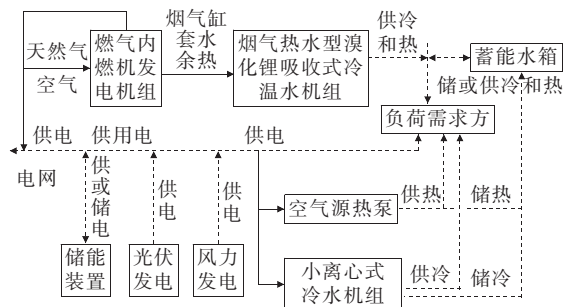 天然气
空气
燃气内
燃机发
电机组
烟气缸
套水
余热
烟气热水型溴
化锂吸收式冷
温水机组
供冷
和热
蓄能水箱
储或供冷和热
负荷需求方
供电
供用电
供电
电网
供
或
储
电
供
电
供
电
储能
装置
光伏
发电
风力
发电
空气源热泵
供热
储热
小离心式
冷水机组
供冷
储冷